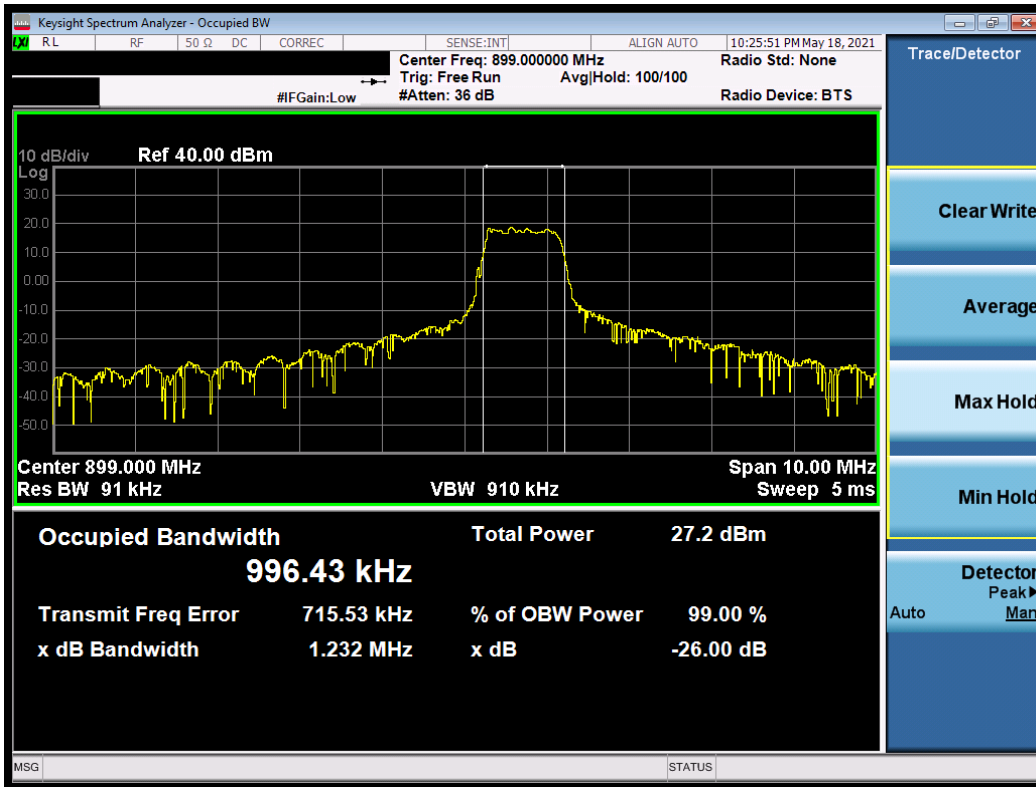 Keysight Spectrum Analyzer - Occupied BW
LXI RL RF 50 Ω DC CORREC SENSE:INT ALIGN AUTO 10:25:51 PM May 18, 2021
Center Freq: 899.000000 MHz Radio Std: None
Trig: Free Run Avg|Hold: 100/100
#IFGain:Low #Atten: 36 dB Radio Device: BTS
10 dB/div Ref 40.00 dBm
Log
30.0
20.0
10.0
0.00
-10.0
-20.0
-30.0
-40.0
-50.0
Center 899.000 MHz Span 10.00 MHz
Res BW 91 kHz VBW 910 kHz Sweep 5 ms
Occupied Bandwidth Total Power 27.2 dBm
996.43 kHz
Transmit Freq Error 715.53 kHz % of OBW Power 99.00 %
x dB Bandwidth 1.232 MHz x dB -26.00 dB
MSG STATUS
Trace/Detector
Clear Write
Average
Max Hold
Min Hold
Detector
Peak▶
Auto Man